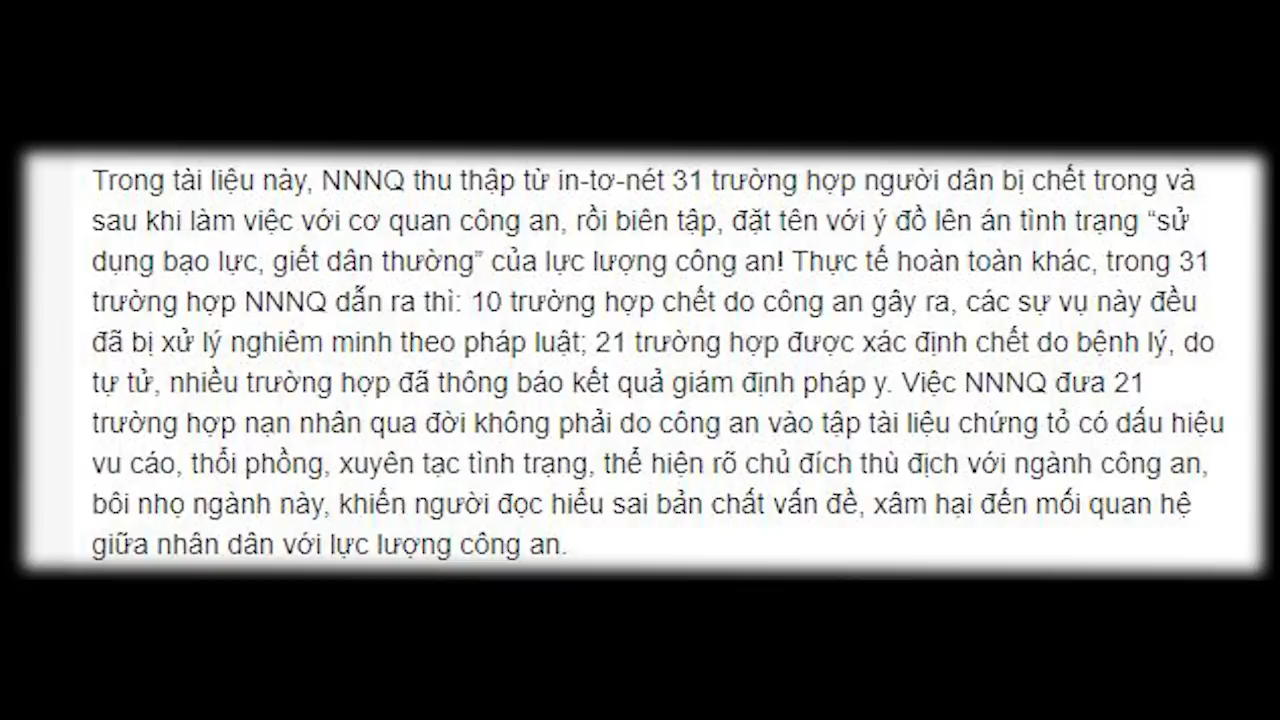 Trong tài liệu này, NNNQ thu thập từ in-tơ-nét 31 trường hợp người dân bị chết trong và
sau khi làm việc với cơ quan công an, rồi biên tập, đặt tên với ý đồ lên án tình trạng “sử
dụng bạo lực, giết dân thường” của lực lượng công an! Thực tế hoàn toàn khác, trong 31
trường hợp NNNQ dẫn ra thì: 10 trường hợp chết do công an gây ra, các sự vụ này đều
đã bị xử lý nghiêm minh theo pháp luật; 21 trường hợp được xác định chết do bệnh lý, do
tự tử, nhiều trường hợp đã thông báo kết quả giám định pháp y. Việc NNNQ đưa 21
trường hợp nạn nhân qua đời không phải do công an vào tập tài liệu chứng tỏ có dấu hiệu
vu cáo, thổi phồng, xuyên tạc tình trạng, thể hiện rõ chủ đích thù địch với ngành công an,
bôi nhọ ngành này, khiến người đọc hiểu sai bản chất vấn đề, xâm hại đến mối quan hệ
giữa nhân dân với lực lượng công an.